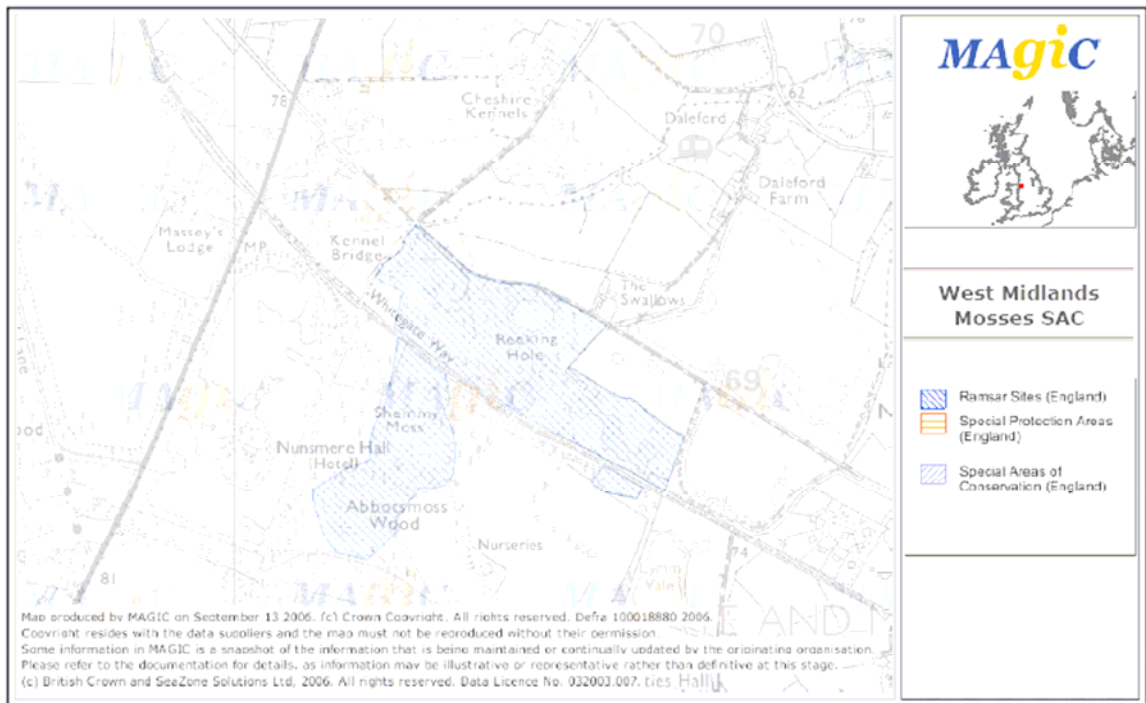 70
MAgiC
62
78
Cheshire
Kennels
Daleford
Daleford
Farm
Massey's
Lodge
MP
Kennel
Bridge
The
Swallows
Whitegate Way
Reeking
Hole
69
Shemmy
Moss
Nunsmere Hall
(Hotel)
Abbotsmoss
Wood
Nurseries
74
81
Lynn
Vale
E AND N
Map produced by MAGIC on September 13 2006. (c) Crown Copyright. All rights reserved. Defra 100018880 2006.
Copyright resides with the data suppliers and the map must not be reproduced without their permission.
Some information in MAGIC is a snapshot of the information that is being maintained or continually updated by the originating organisation.
Please refer to the documentation for details, as information may be illustrative or representative rather than definitive at this stage.
(c) British Crown and SeaZone Solutions Ltd, 2006. All rights reserved. Data Licence No. 032003.007. ties Hall
West Midlands
Mosses SAC
Ramsar Sites (England)
Special Protection Areas
(England)
Special Areas of
Conservation (England)